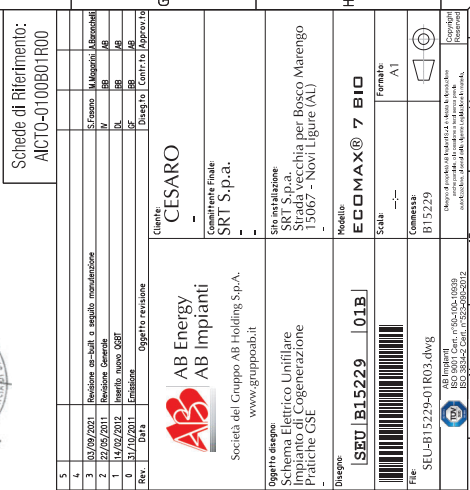 Schede di Riferimento:
AICTO-0100B01R00
5
4
3 03/09/2021 Revisione as-built a seguito manutenzione S.Fasano M.Magarini A.Baronchelli
2 22/05/2011 Revisione Generale IV BB AB
1 14/02/2012 Inserito nuovo QGBT DL BB AB
0 31/10/2011 Emissione GF BB AB
Rev. Data Oggetto revisione Diseg.to Contr.to Approv.to
AB
AB Energy
AB Impianti
Società del Gruppo AB Holding S.p.A.
www.gruppoab.it
Cliente:
CESARO
-
Committente Finale:
SRT S.p.a.
-
Oggetto disegno:
Schema Elettrico Unifilare
Impianto di Cogenerazione
Pratiche GSE
Sito installazione:
SRT S.p.a.
Strada vecchia per Bosco Marengo
15067 - Novi Ligure (AL)
-
Disegno:
SEU B15229 01B
Modello:
ECOMAX® 7 BIO
Scala: -:-
Formato:
A1
File:
SEU-B15229-01R03.dwg
Commessa:
B15229
TÜV
AB Impianti
ISO 9001 Cert. n°50-100-10939
ISO 3834-2 Cert. n°523-090-2012
Copyright
Reserved